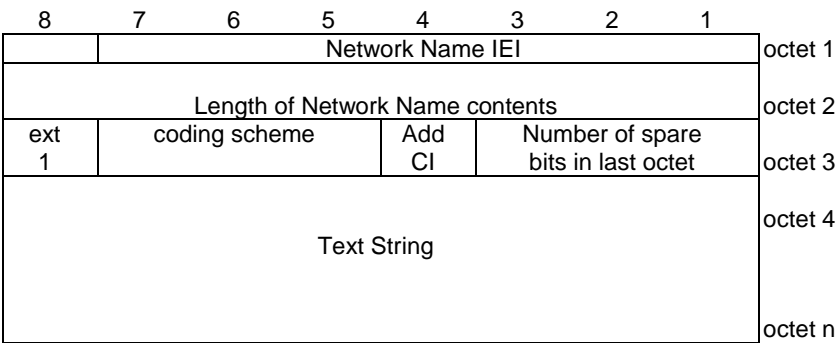 8 7 6 5 4 3 2 1
Network Name IEI octet 1
Length of Network Name contents octet 2
ext coding scheme Add Number of spare
1 CI bits in last octet octet 3
octet 4
Text String
octet n